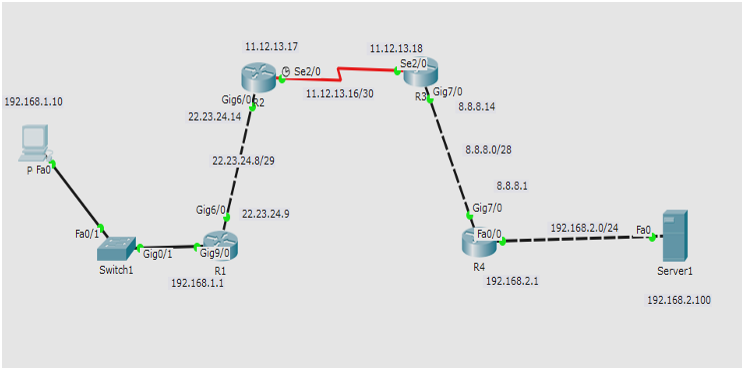 11.12.13.17
11.12.13.18
Se2/0
Se2/0
Gig6/0
R2
11.12.13.16/30
R3
Gig7/0
192.168.1.10
22.23.24.14
8.8.8.14
8.8.8.0/28
22.23.24.8/29
P Fa0
8.8.8.1
Gig6/0
22.23.24.9
Gig7/0
Fa0/1
Fa0/0
192.168.2.0/24
Fa0
Switch1
Gig0/1
Gig9/0
R1
R4
Server1
192.168.1.1
192.168.2.1
192.168.2.100